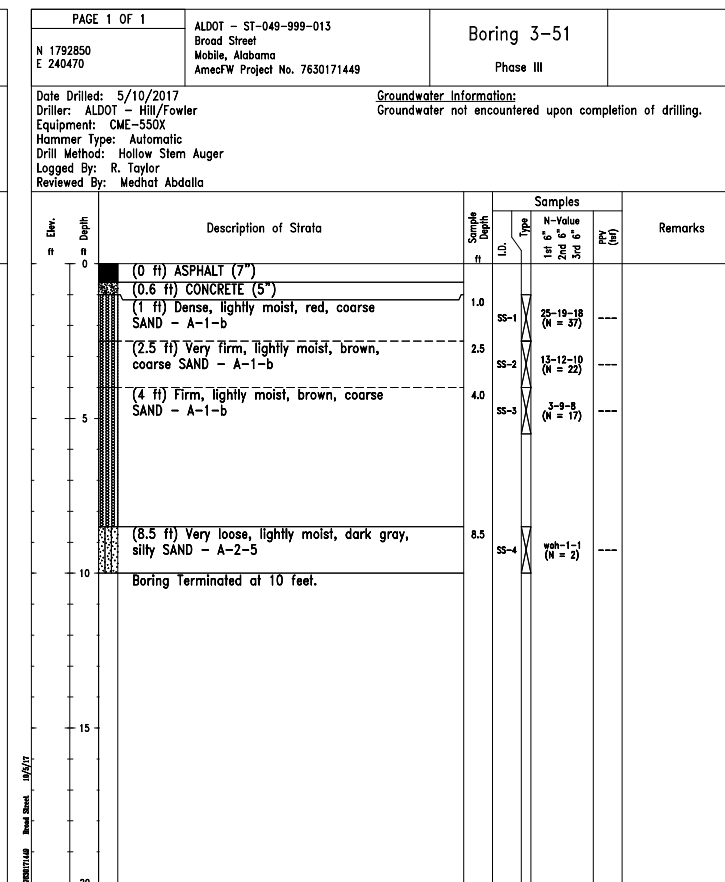 PAGE 1 OF 1
N 1792850
E 240470
ALDOT - ST-049-999-013
Broad Street
Mobile, Alabama
AmecFW Project No. 7630171449
Boring 3-51
Phase III
Date Drilled: 5/10/2017
Driller: ALDOT - Hill/Fowler
Equipment: CME-550X
Hammer Type: Automatic
Drill Method: Hollow Stem Auger
Logged By: R. Taylor
Reviewed By: Medhat Abdalla
Groundwater Information:
Groundwater not encountered upon completion of drilling.
Elev.
ft
Depth
ft
Description of Strata
Sample
Depth
ft
Samples
I.D.
Type
N-Value
1st 6"
2nd 6"
3rd 6"
PPV
(tsf)
Remarks
0
(0 ft) ASPHALT (7")
(0.6 ft) CONCRETE (5")
(1 ft) Dense, lightly moist, red, coarse
SAND - A-1-b
1.0
SS-1
25-19-18
(N = 37)
---
(2.5 ft) Very firm, lightly moist, brown,
coarse SAND - A-1-b
2.5
SS-2
13-12-10
(N = 22)
---
(4 ft) Firm, lightly moist, brown, coarse
SAND - A-1-b
4.0
SS-3
3-9-8
(N = 17)
---
5
(8.5 ft) Very loose, lightly moist, dark gray,
silty SAND - A-2-5
8.5
SS-4
woh-1-1
(N = 2)
---
10
Boring Terminated at 10 feet.
15
20
7630171449 Broad Street 10/5/17